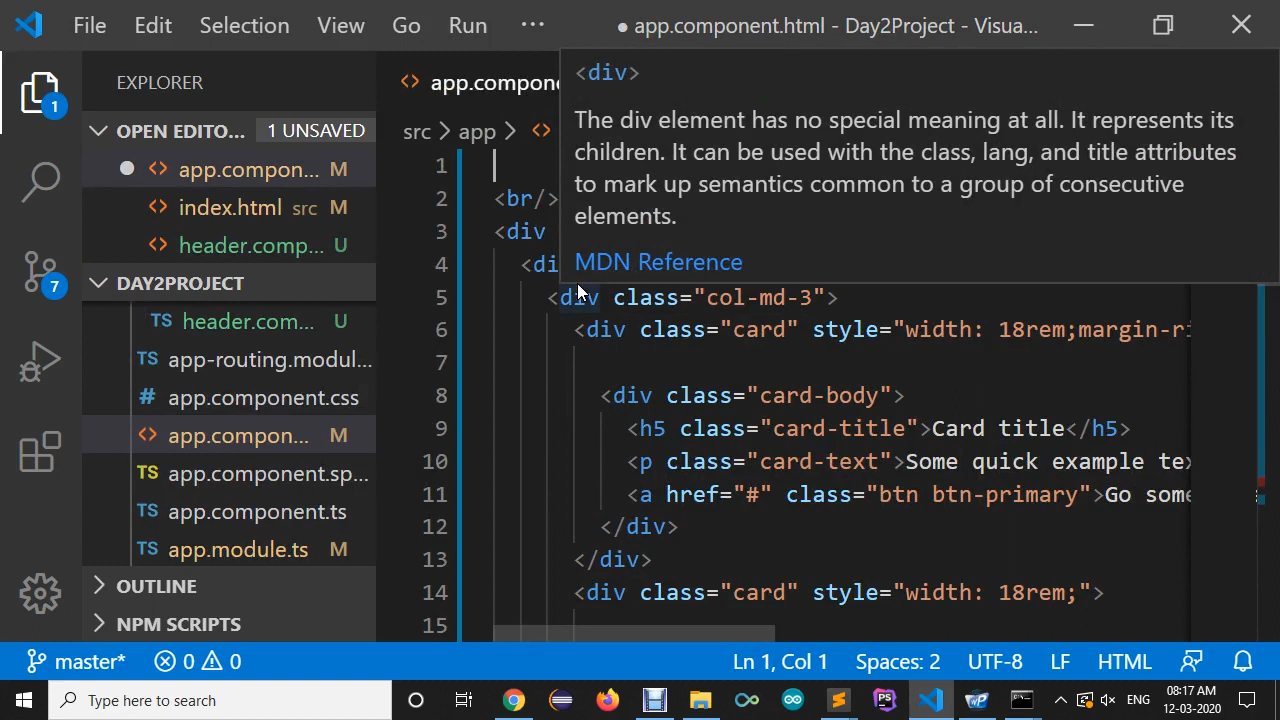 File Edit Selection View Go Run ···
app.component.html - Day2Project - Visua...
EXPLORER
1
OPEN EDITO...
1 UNSAVED
app.compon... M
index.html src M
header.comp... U
7
DAY2PROJECT
TS header.com... U
TS app-routing.modul...
# app.component.css
app.compon... M
TS app.component.sp...
TS app.component.ts
TS app.module.ts M
OUTLINE
NPM SCRIPTS
app.compone
src > app >
<div>
The div element has no special meaning at all. It represents its
children. It can be used with the class, lang, and title attributes
to mark up semantics common to a group of consecutive
elements.
MDN Reference
1
2 <br/>
3 <div
4 <di
5 <div class="col-md-3">
6 <div class="card" style="width: 18rem;margin-ri
7
8 <div class="card-body">
9 <h5 class="card-title">Card title</h5>
10 <p class="card-text">Some quick example tex
11 <a href="#" class="btn btn-primary">Go some
12 </div>
13 </div>
14 <div class="card" style="width: 18rem;">
15
master* 0 0 Ln 1, Col 1 Spaces: 2 UTF-8 LF HTML
Type here to search
ENG
08:17 AM
12-03-2020